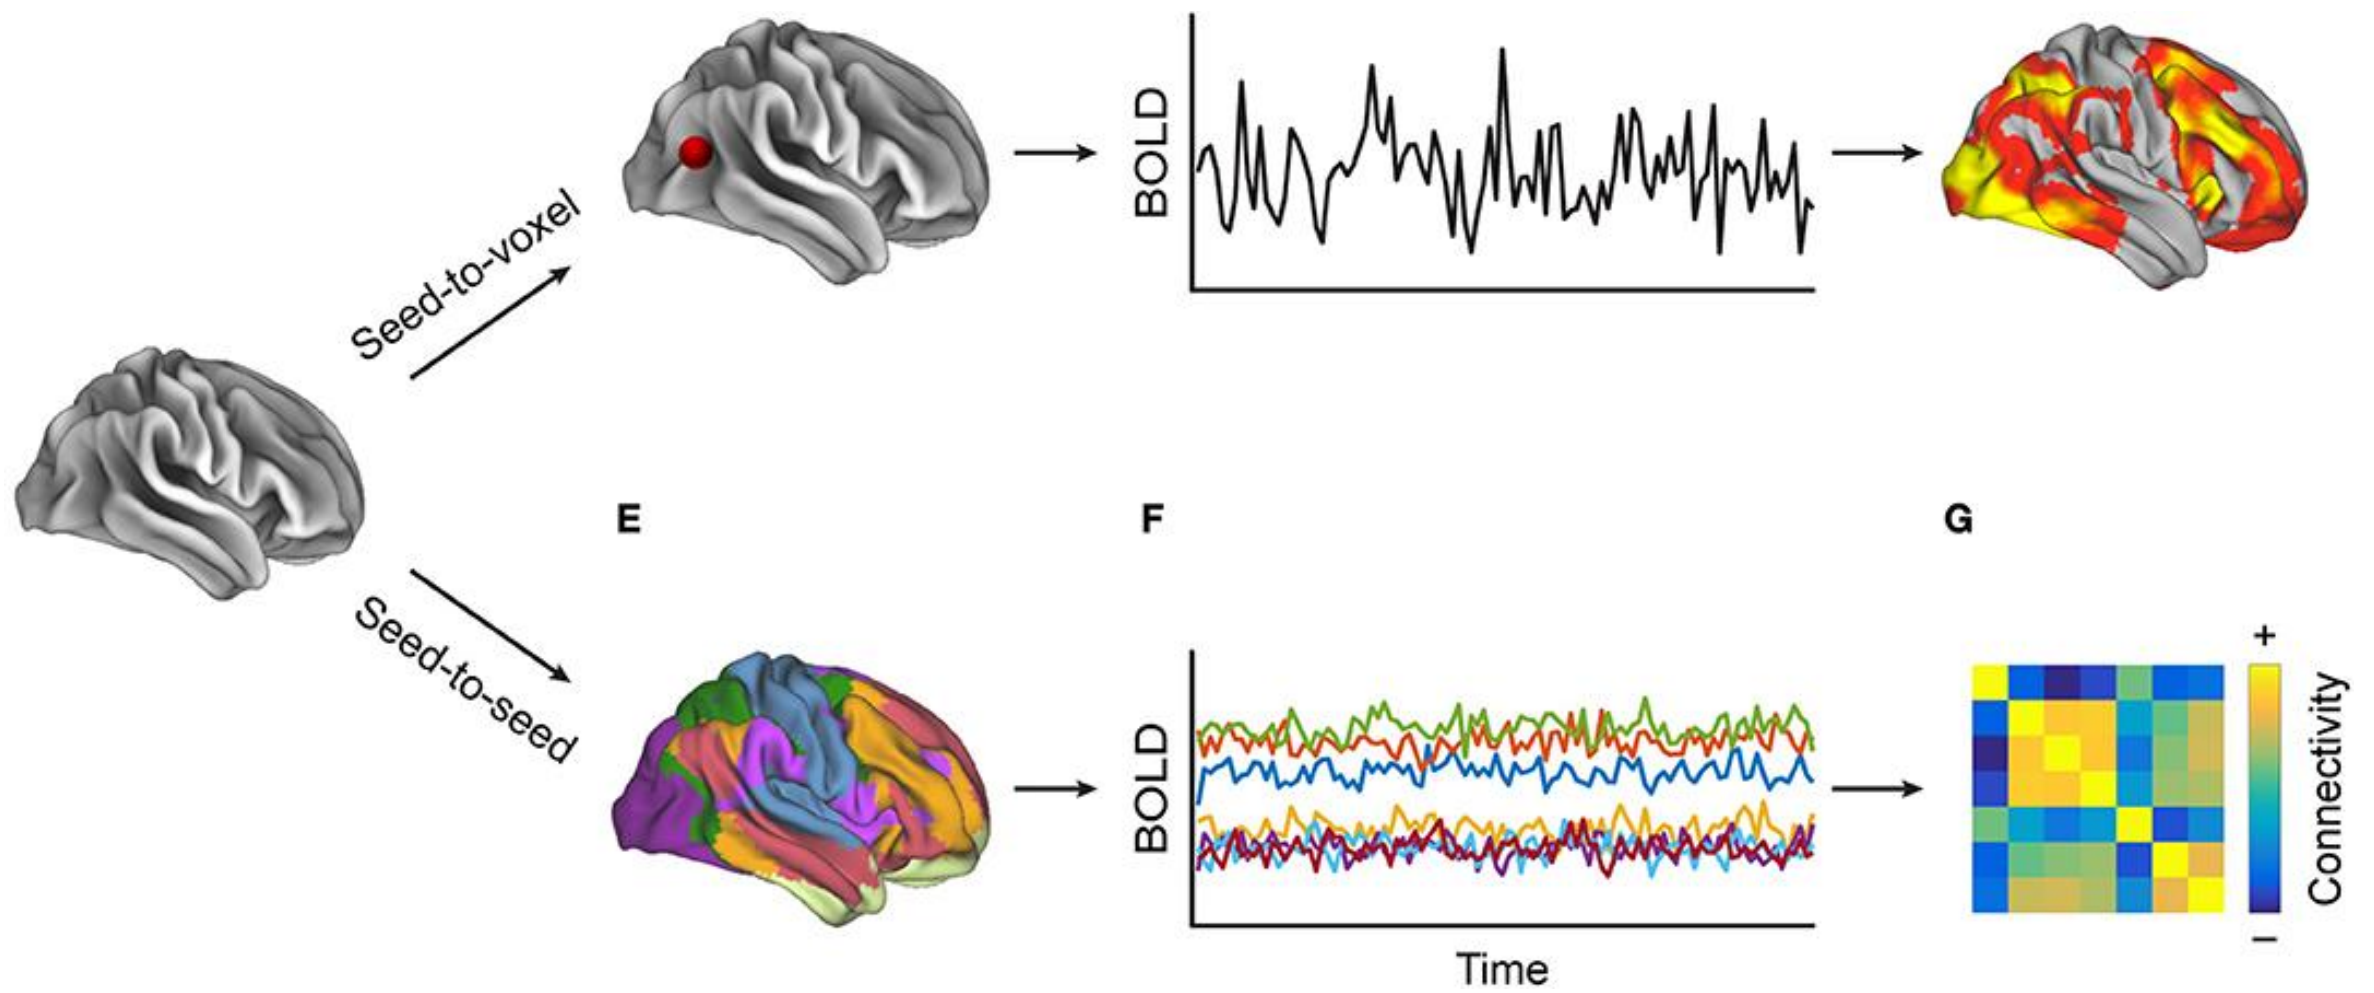 Seed-to-voxel
BOLD
E
F
G
Seed-to-seed
BOLD
Time
+
Connectivity
−